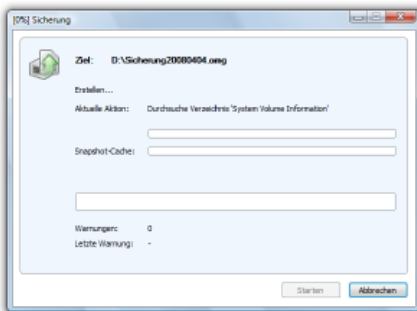 [0%] Sicherung
Ziel: D:\Sicherung20080404.omg
Erstellen...
Aktuelle Aktion: Durchsuche Verzeichnis 'System Volume Information'
Snapshot-Cache:
Warnungen: 0
Letzte Warnung: -
Starten Abbrechen